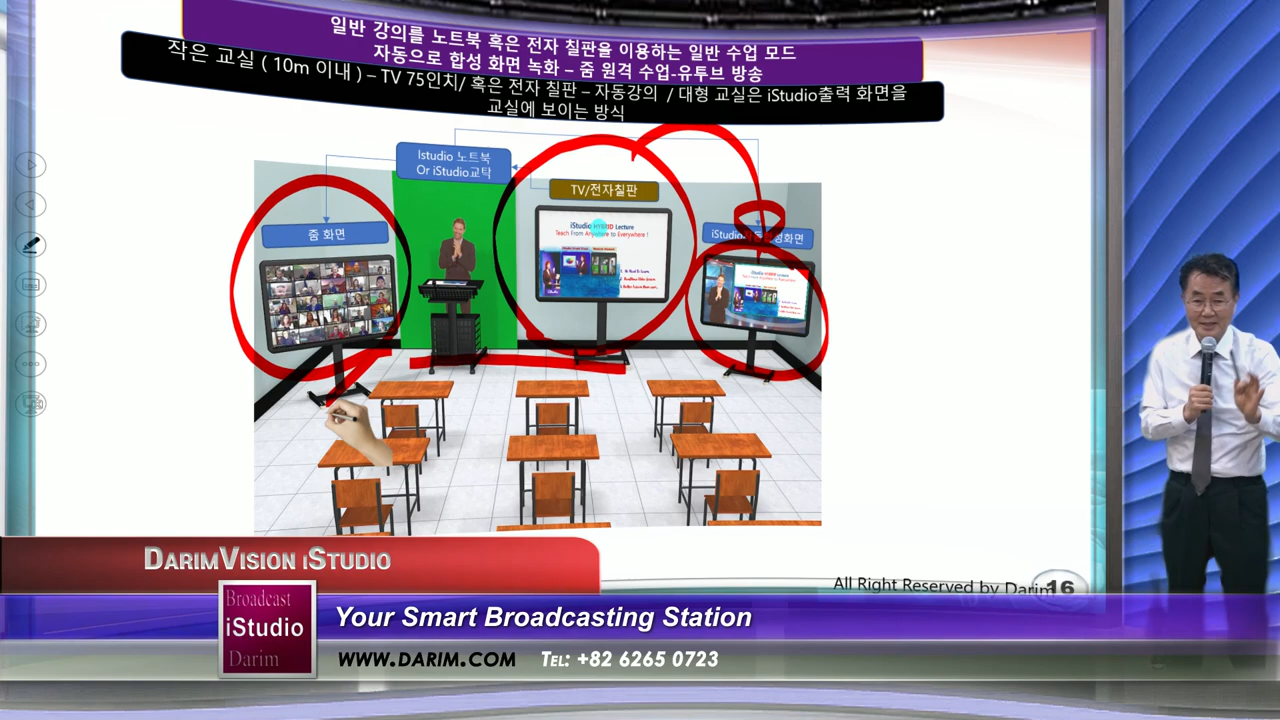 일반 강의를 노트북 혹은 전자 칠판을 이용하는 일반 수업 모드
자동으로 합성 화면 녹화 – 줌 원격 수업-유투브 방송
작은 교실 ( 10m 이내 ) – TV 75인치/ 혹은 전자 칠판 – 자동강의 / 대형 교실은 iStudio출력 화면을
교실에 보이는 방식
Istudio 노트북
Or iStudio교탁
TV/전자칠판
줌 화면
iStudio
화면
iStudio HYBRID Lecture
Teach From Anywhere to Everywhere !
DarimVision iStudio
All Right Reserved by Darim
16
Broadcast
iStudio
Darim
Your Smart Broadcasting Station
www.darim.com Tel: +82 6265 0723